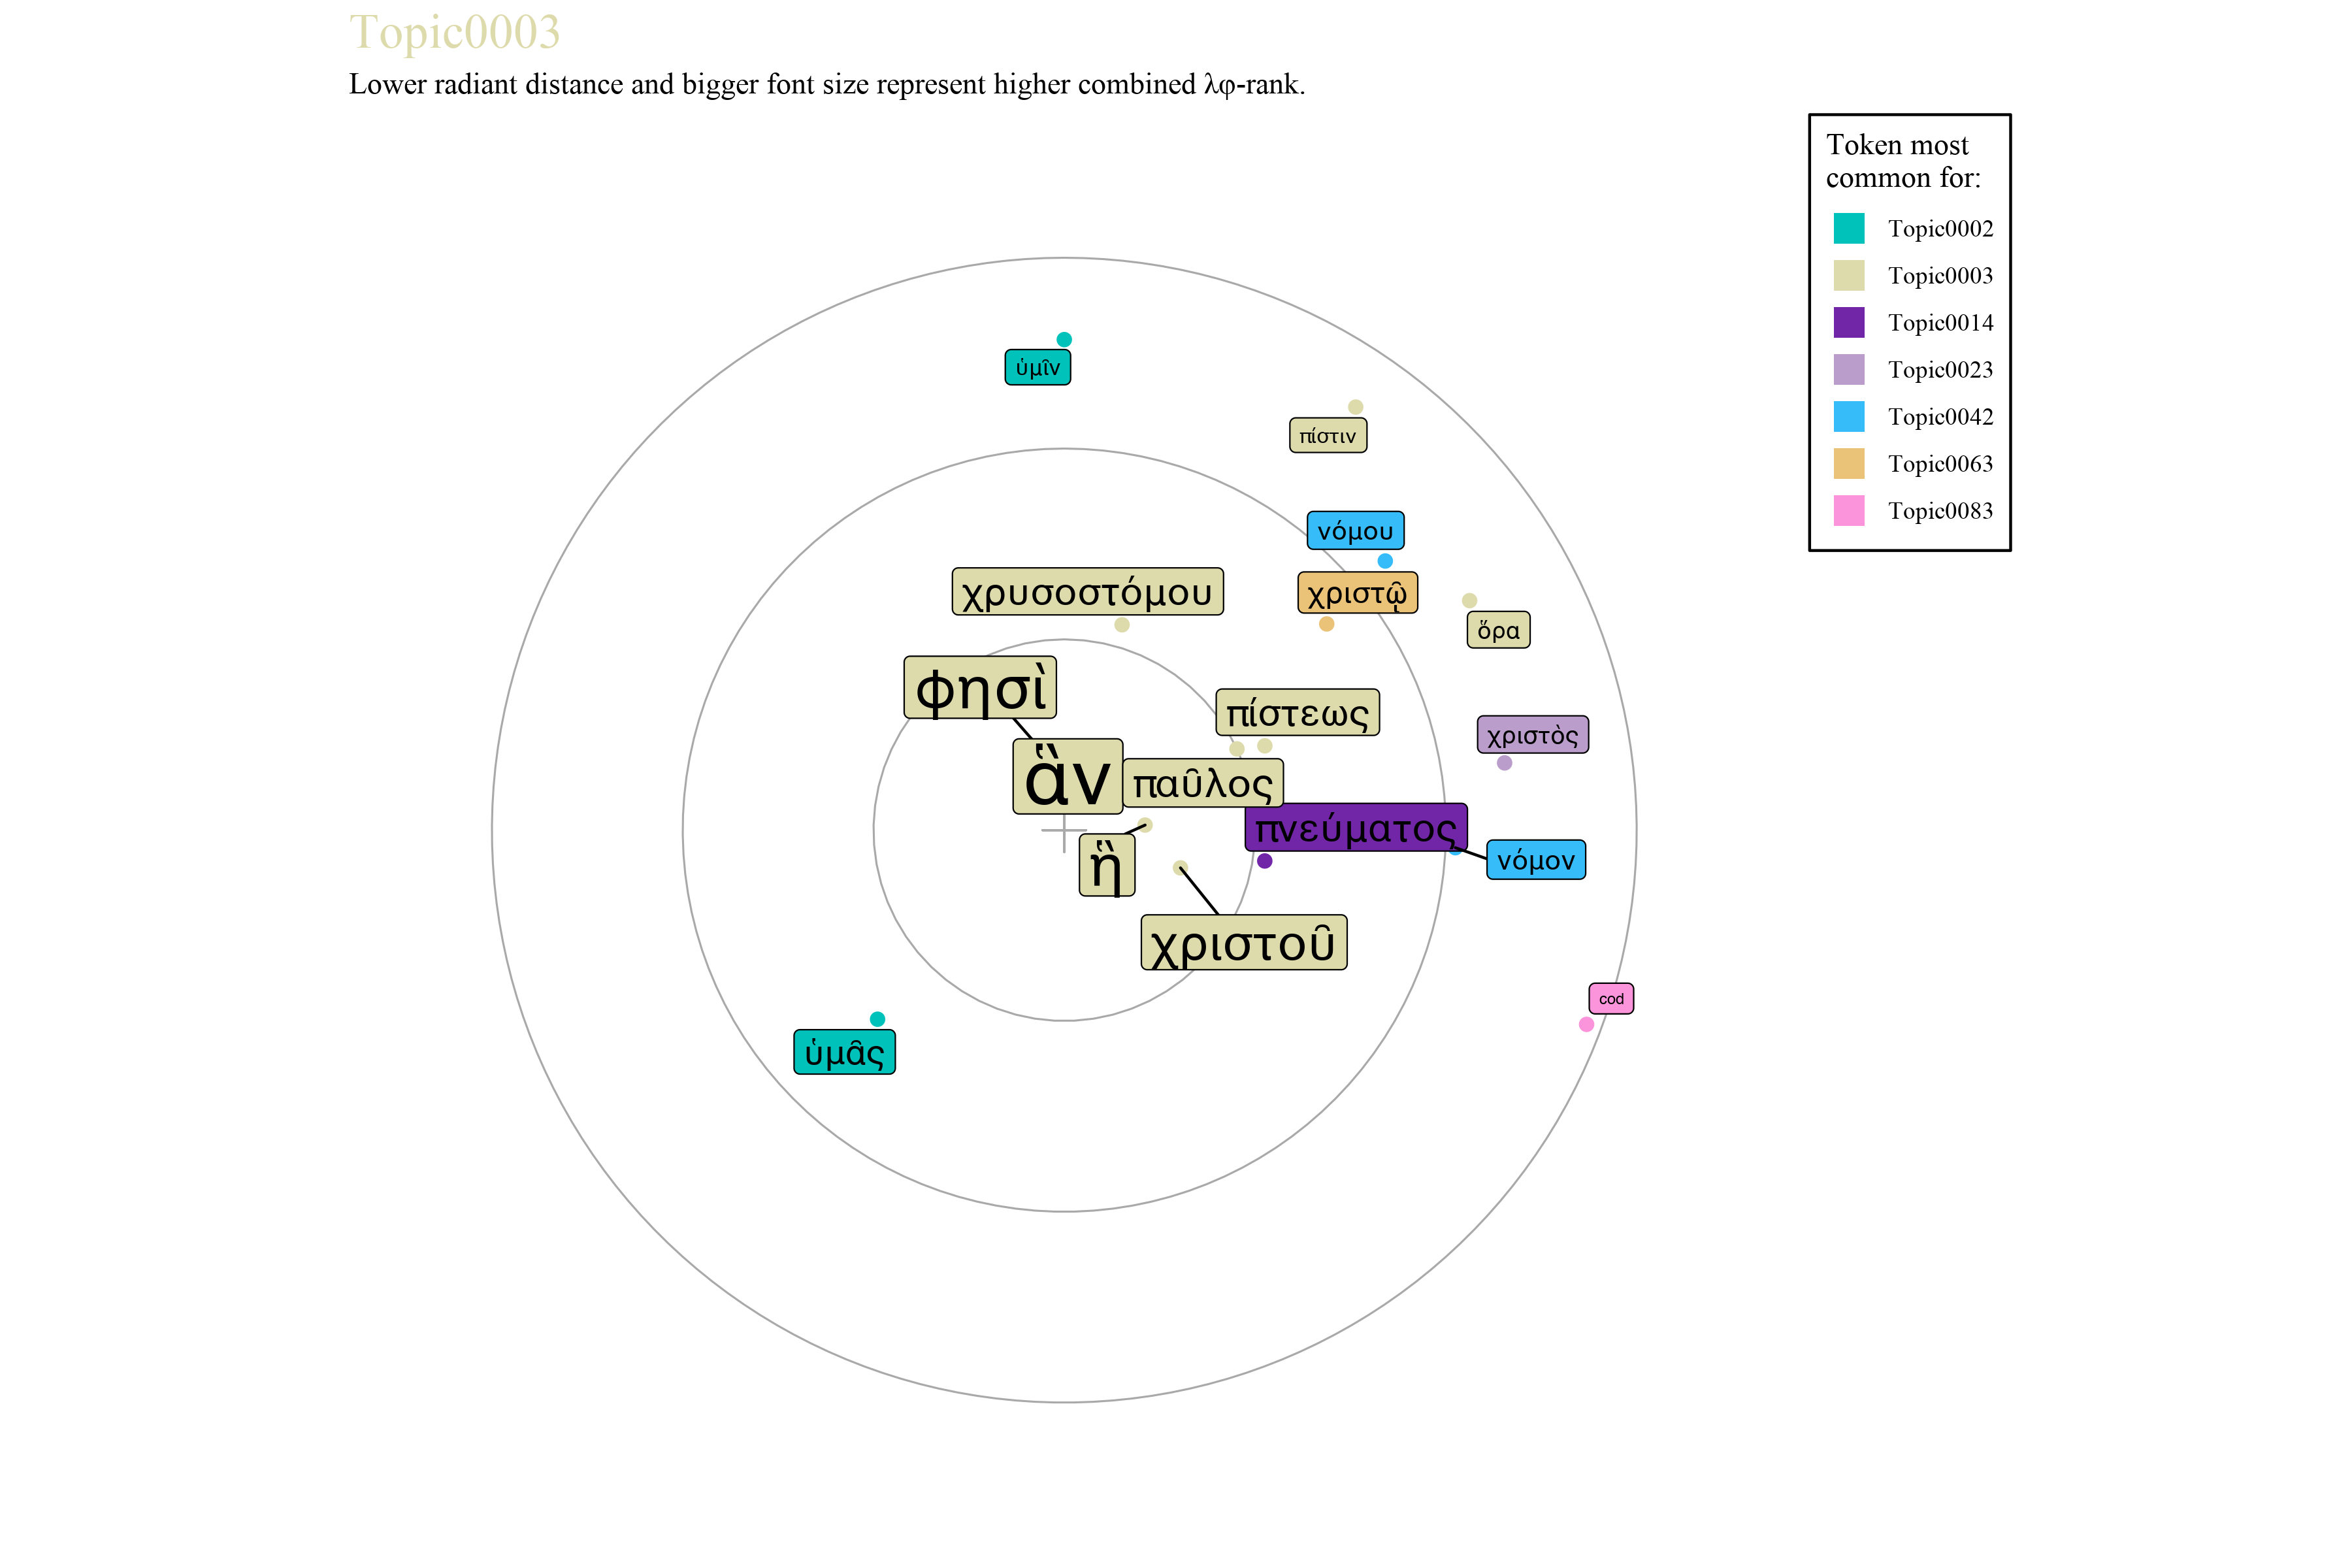 Topic0003
Lower radiant distance and bigger font size represent higher combined λφ-rank.
Token most
common for:
Topic0002
Topic0003
Topic0014
Topic0023
Topic0042
Topic0063
Topic0083
ὑμῖν
πίστιν
νόμου
χρυσοστόμου
χριστῷ
ὅρα
φησὶ
πίστεως
χριστὸς
ἂν
παῦλος
πνεύματος
νόμον
ἢ
χριστοῦ
cod
ὑμᾶς